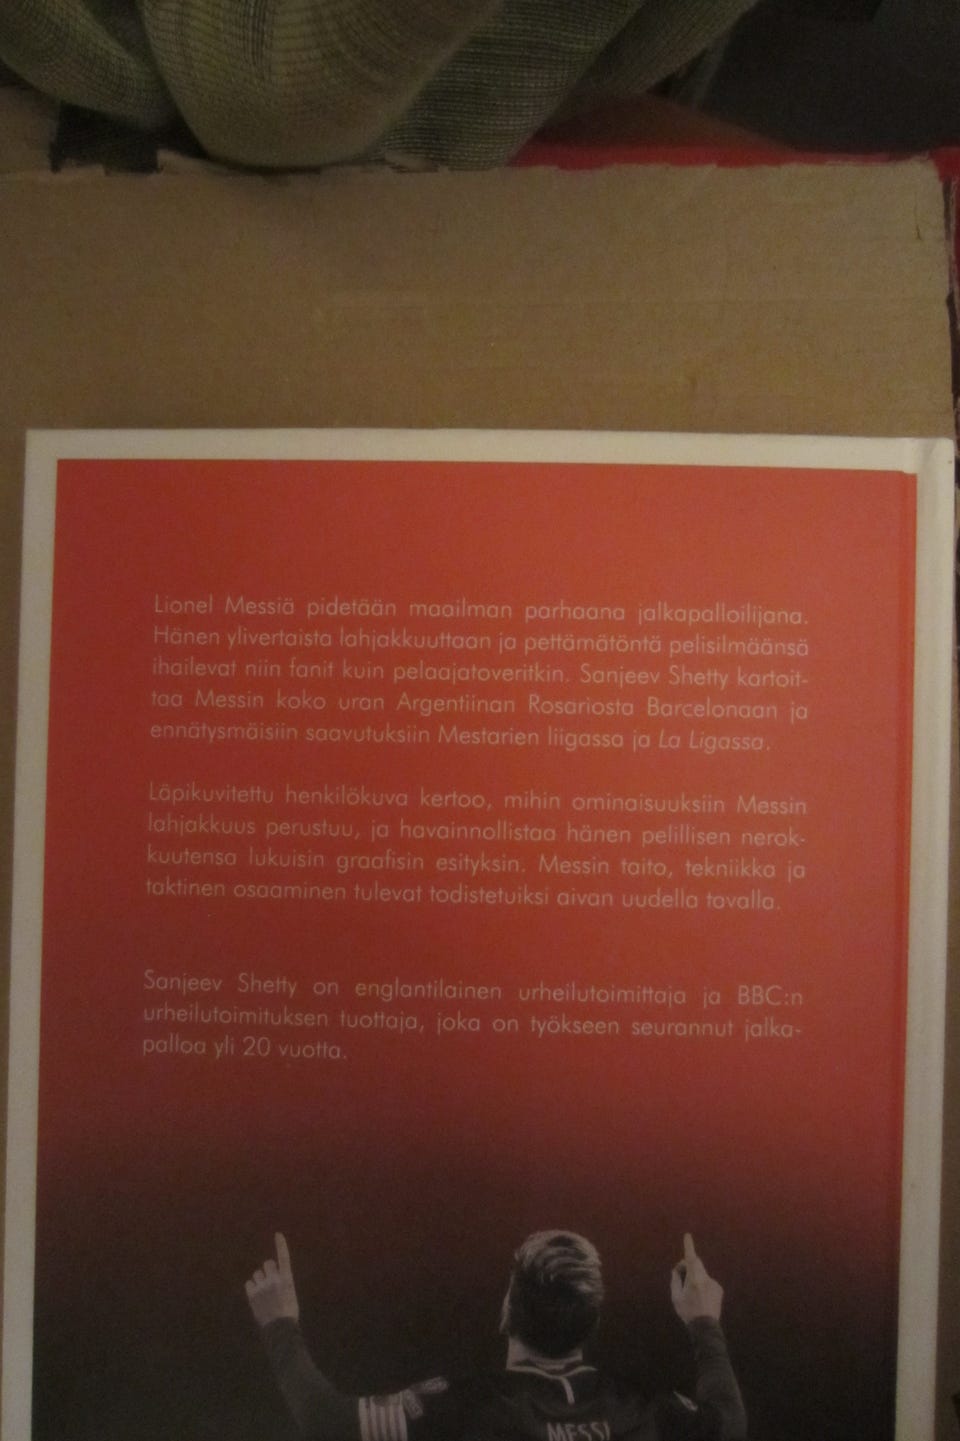 Lionel Messiä pidetään maailman parhaana jalkapalloilijana.
Hänen ylivertaista lahjakkuuttaan ja pettämätöntä pelisilmäänsä
ihailevat niin fanit kuin pelaajatoveritkin. Sanjeev Shetty kartoit-
taa Messin koko uran Argentiinan Rosariosta Barcelonaan ja
ennätysmäisiin saavutuksiin Mestarien liigassa ja La Ligassa.
Läpikuvitettu henkilökuva kertoo, mihin ominaisuuksiin Messin
lahjakkuus perustuu, ja havainnollistaa hänen pelillisen nerok-
kuutensa lukuisin graafisin esityksin. Messin taito, tekniikka ja
taktinen osaaminen tulevat todistetuiksi aivan uudella tavalla.
Sanjeev Shetty on englantilainen urheilutoimittaja ja BBC:n
urheilutoimituksen tuottaja, joka on työkseen seurannut jalka-
palloa yli 20 vuotta.
MESSI